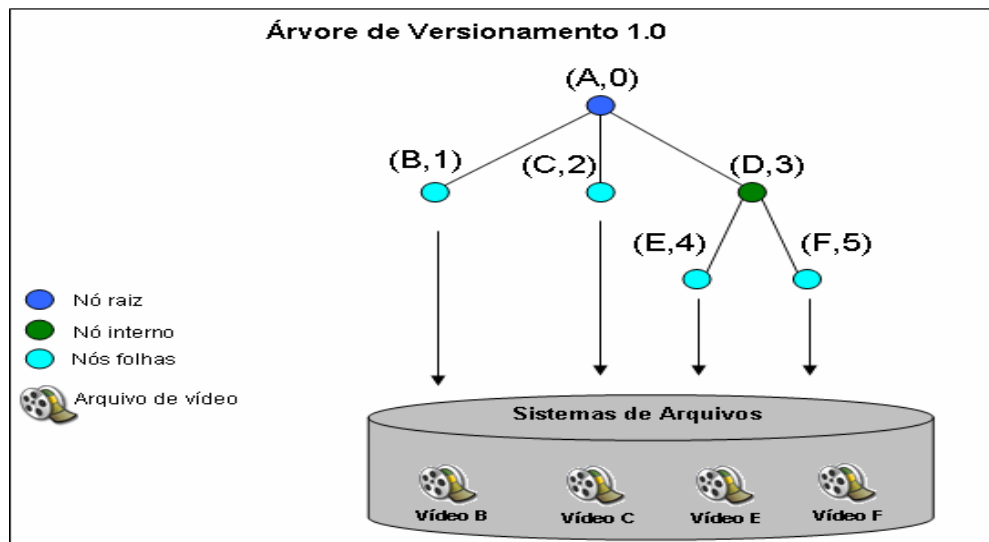 Árvore de Versionamento 1.0
(A,0)
(B,1)
(C,2)
(D,3)
(E,4)
(F,5)
Nó raiz
Nó interno
Nós folhas
Arquivo de vídeo
Sistemas de Arquivos
Vídeo B
Vídeo C
Vídeo E
Vídeo F